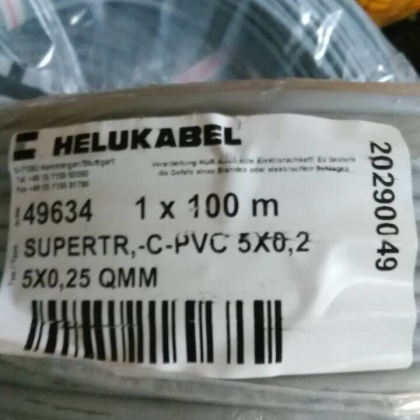 HELUKABEL
D-71282 Hemmingen/Stuttgart
Verarbeitung NUR durch eine Elektrofachkraft! Es besteht
die Gefahr eines Brandes oder elektrischen Schlages.
49634 1 x 100 m
SUPERTR,-C-PVC 5X0,2
5X0,25 QMM
20290049